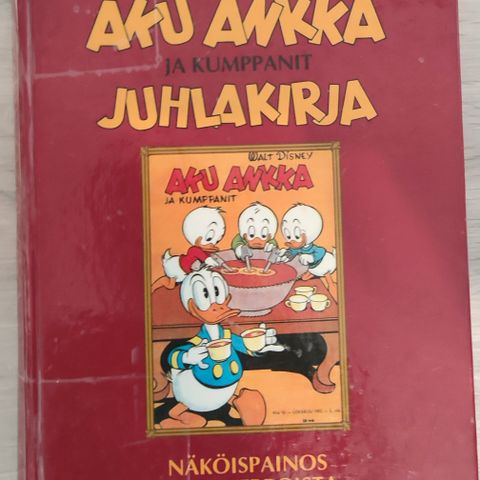 AKU ANKKA
JA KUMPPANIT
JUHLAKIRJA
WALT DISNEY
AKU ANKKA
JA KUMPPANIT
NÄKÖISPAINOS